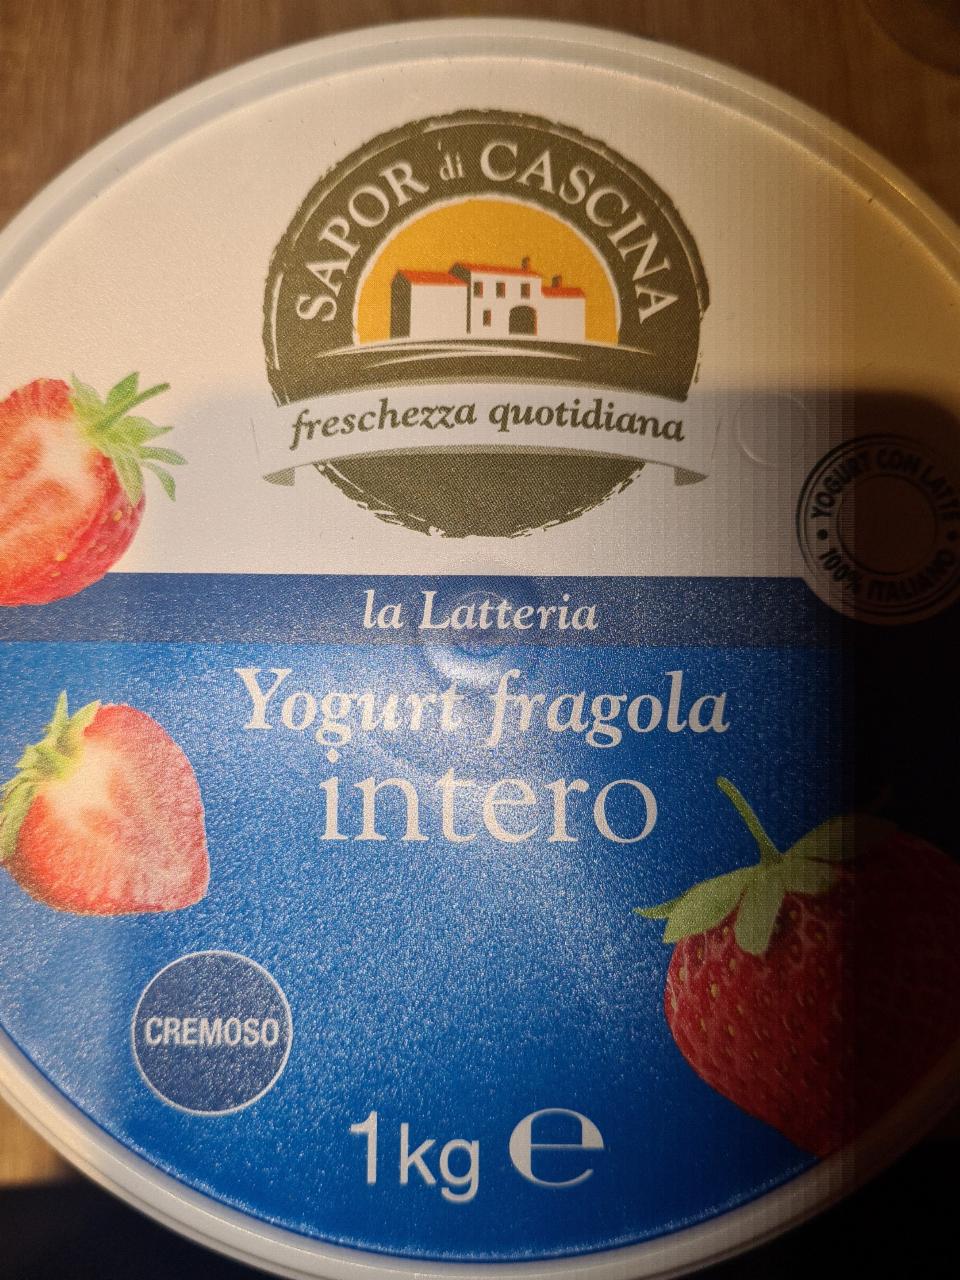 SAPOR di CASCINA
freschezza quotidiana
YOGURT CON LATTE
100% ITALIANO
la Latteria
Yogurt fragola
intero
CREMOSO
1kg e